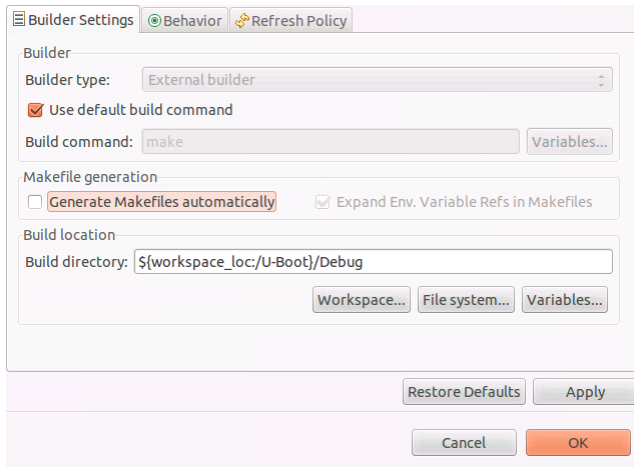 Builder Settings Behavior Refresh Policy
Builder
Builder type: External builder
Use default build command
Build command: make Variables...
Makefile generation
Generate Makefiles automatically Expand Env. Variable Refs in Makefiles
Build location
Build directory: ${workspace_loc:/U-Boot}/Debug
Workspace... File system... Variables...
Restore Defaults Apply
Cancel OK